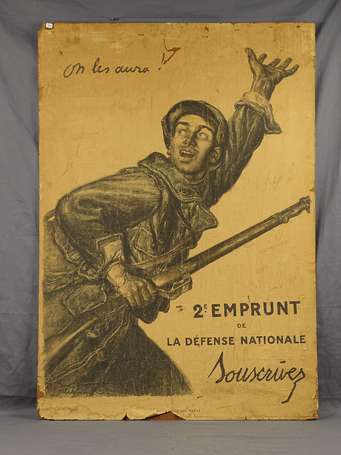 On les aura !
2ᵉ EMPRUNT
DE
LA DÉFENSE NATIONALE
Souscrivez